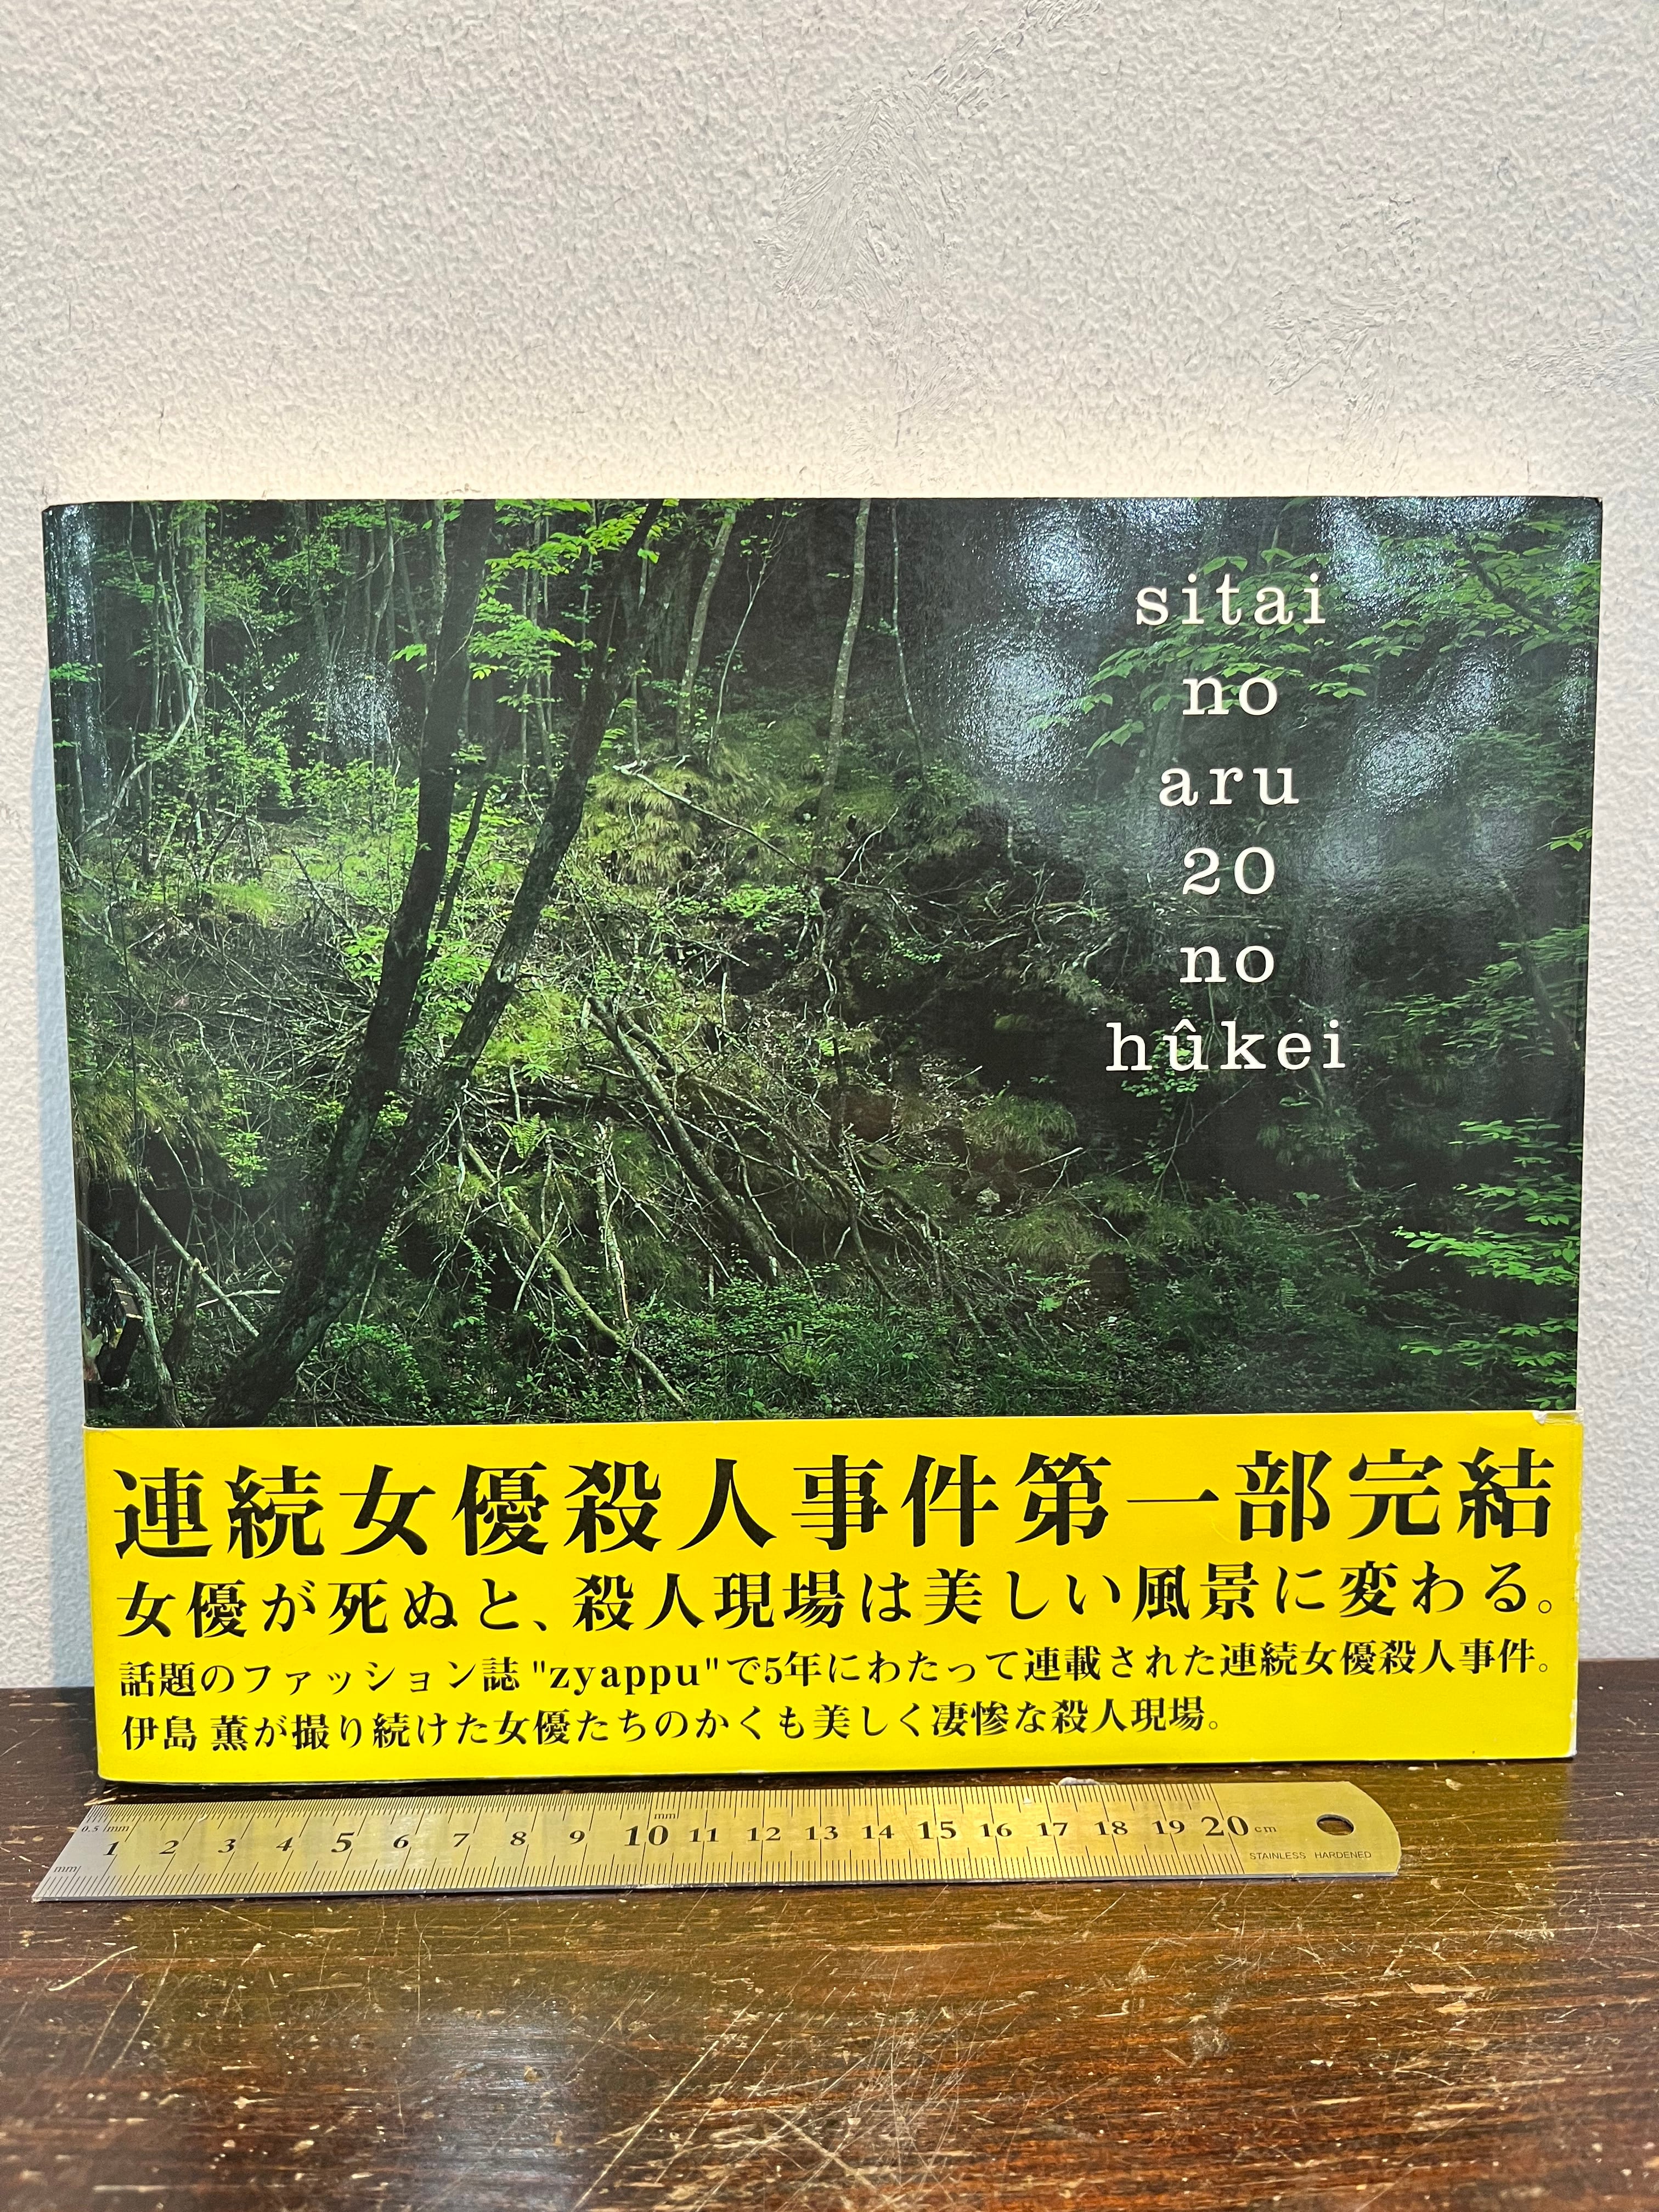 sitai
no
aru
20
no
hûkei
連続女優殺人事件第一部完結
女優が死ぬと、殺人現場は美しい風景に変わる。
話題のファッション誌 "zyappu"で5年にわたって連載された連続女優殺人事件。
伊島 薫が撮り続けた女優たちのかくも美しく凄惨な殺人現場。
0.5 mm mm
1 2 3 4 5 6 7 8 9 10 11 12 13 14 15 16 17 18 19 20 cm
mm STAINLESS HARDENED